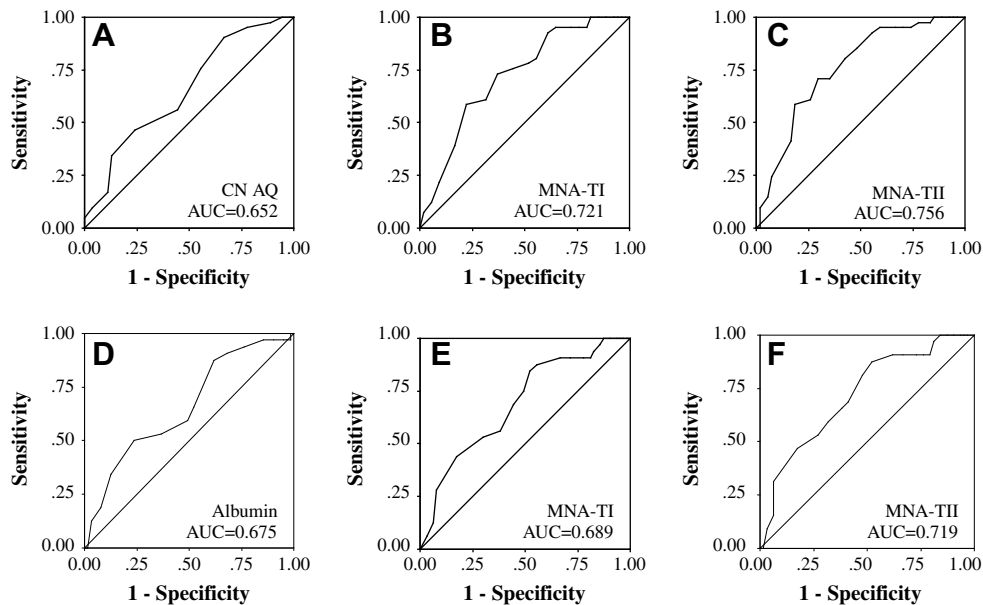 A
1.00
.75
.50
.25
0.00
Sensitivity
CN AQ
AUC=0.652
0.00 .25 .50 .75 1.00
1 - Specificity
B
1.00
.75
.50
.25
0.00
Sensitivity
MNA-TI
AUC=0.721
0.00 .25 .50 .75 1.00
1 - Specificity
C
1.00
.75
.50
.25
0.00
Sensitivity
MNA-TII
AUC=0.756
0.00 .25 .50 .75 1.00
1 - Specificity
D
1.00
.75
.50
.25
0.00
Sensitivity
Albumin
AUC=0.675
0.00 .25 .50 .75 1.00
1 - Specificity
E
1.00
.75
.50
.25
0.00
Sensitivity
MNA-TI
AUC=0.689
0.00 .25 .50 .75 1.00
1 - Specificity
F
1.00
.75
.50
.25
0.00
Sensitivity
MNA-TII
AUC=0.719
0.00 .25 .50 .75 1.00
1 - Specificity